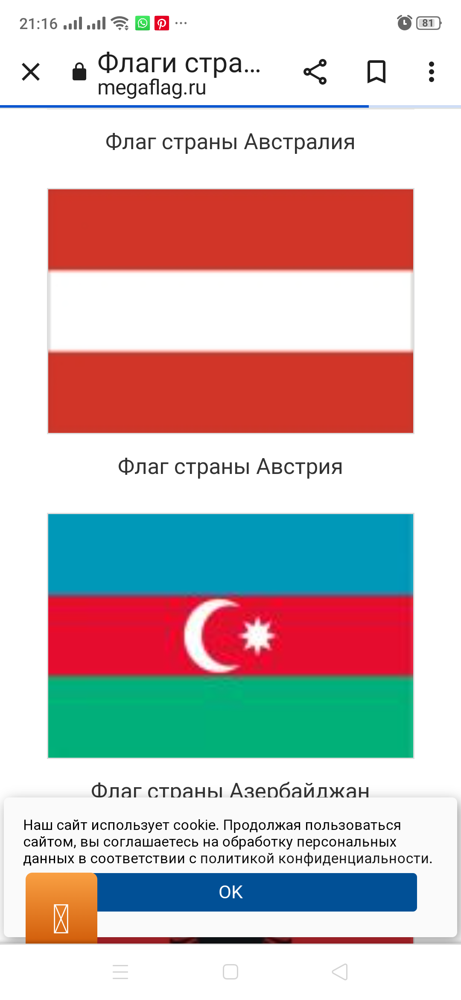 21:16
81
Флаги стра...
megaflag.ru
Флаг страны Австралия
Флаг страны Австрия
Флаг страны Азербайджан
Наш сайт использует cookie. Продолжая пользоваться
сайтом, вы соглашаетесь на обработку персональных
данных в соответствии с политикой конфиденциальности.
OK